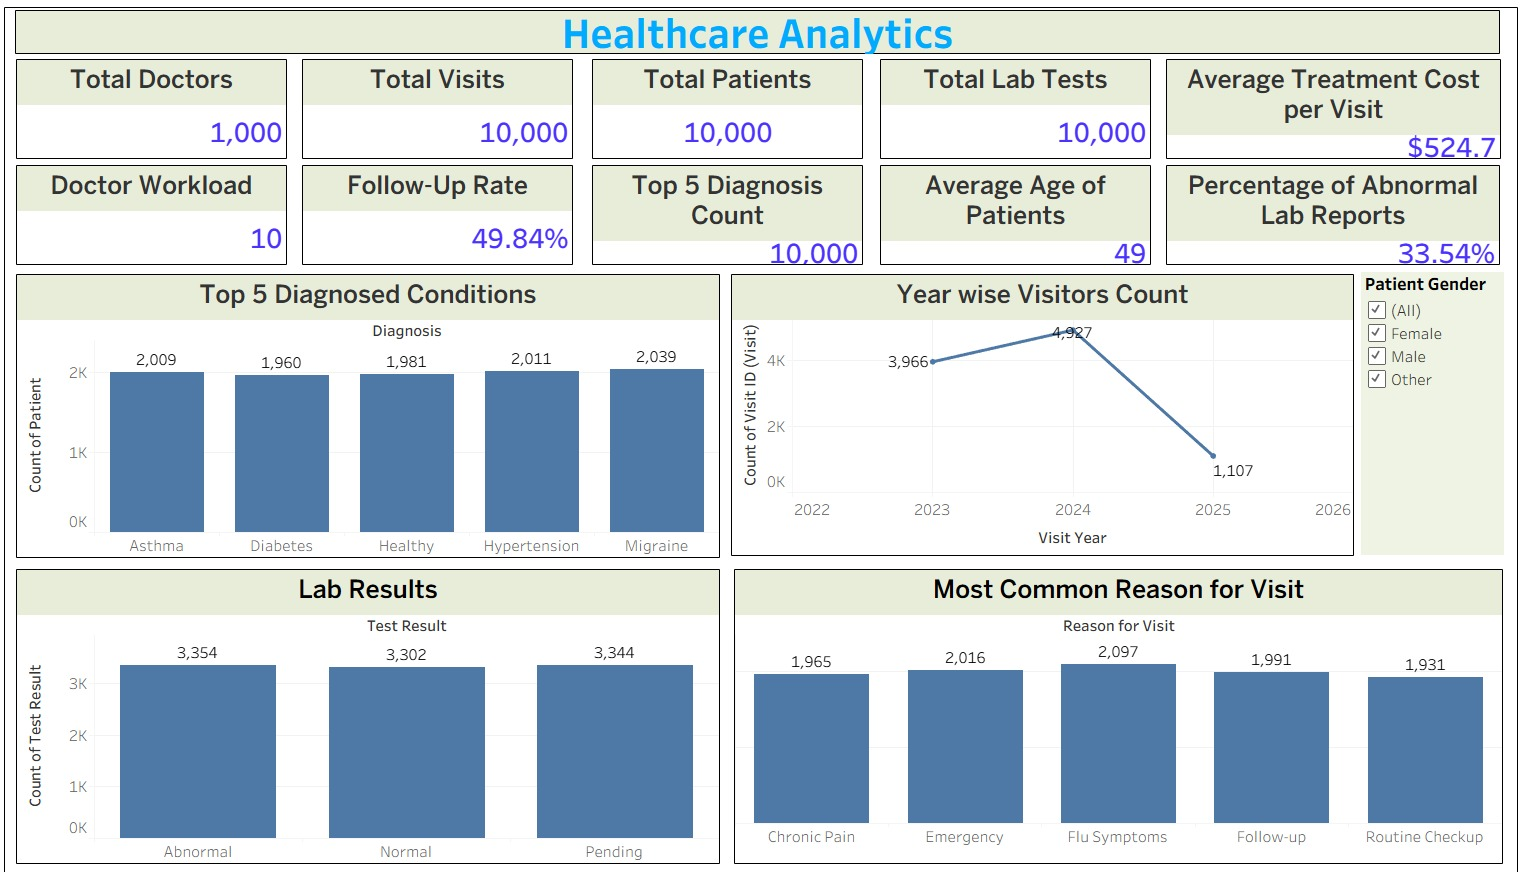 Healthcare Analytics
Total Doctors
1,000
Total Visits
10,000
Total Patients
10,000
Total Lab Tests
10,000
Average Treatment Cost
per Visit
$524.7
Doctor Workload
10
Follow-Up Rate
49.84%
Top 5 Diagnosis
Count
10,000
Average Age of
Patients
49
Percentage of Abnormal
Lab Reports
33.54%
Top 5 Diagnosed Conditions
Diagnosis
Count of Patient
2K
1K
0K
2,009
1,960
1,981
2,011
2,039
Asthma
Diabetes
Healthy
Hypertension
Migraine
Year wise Visitors Count
Count of Visit ID (Visit)
4K
2K
0K
3,966
4,927
1,107
2022
2023
2024
2025
2026
Visit Year
Patient Gender
(All)
Female
Male
Other
Lab Results
Test Result
Count of Test Result
3K
2K
1K
0K
3,354
3,302
3,344
Abnormal
Normal
Pending
Most Common Reason for Visit
Reason for Visit
1,965
2,016
2,097
1,991
1,931
Chronic Pain
Emergency
Flu Symptoms
Follow-up
Routine Checkup